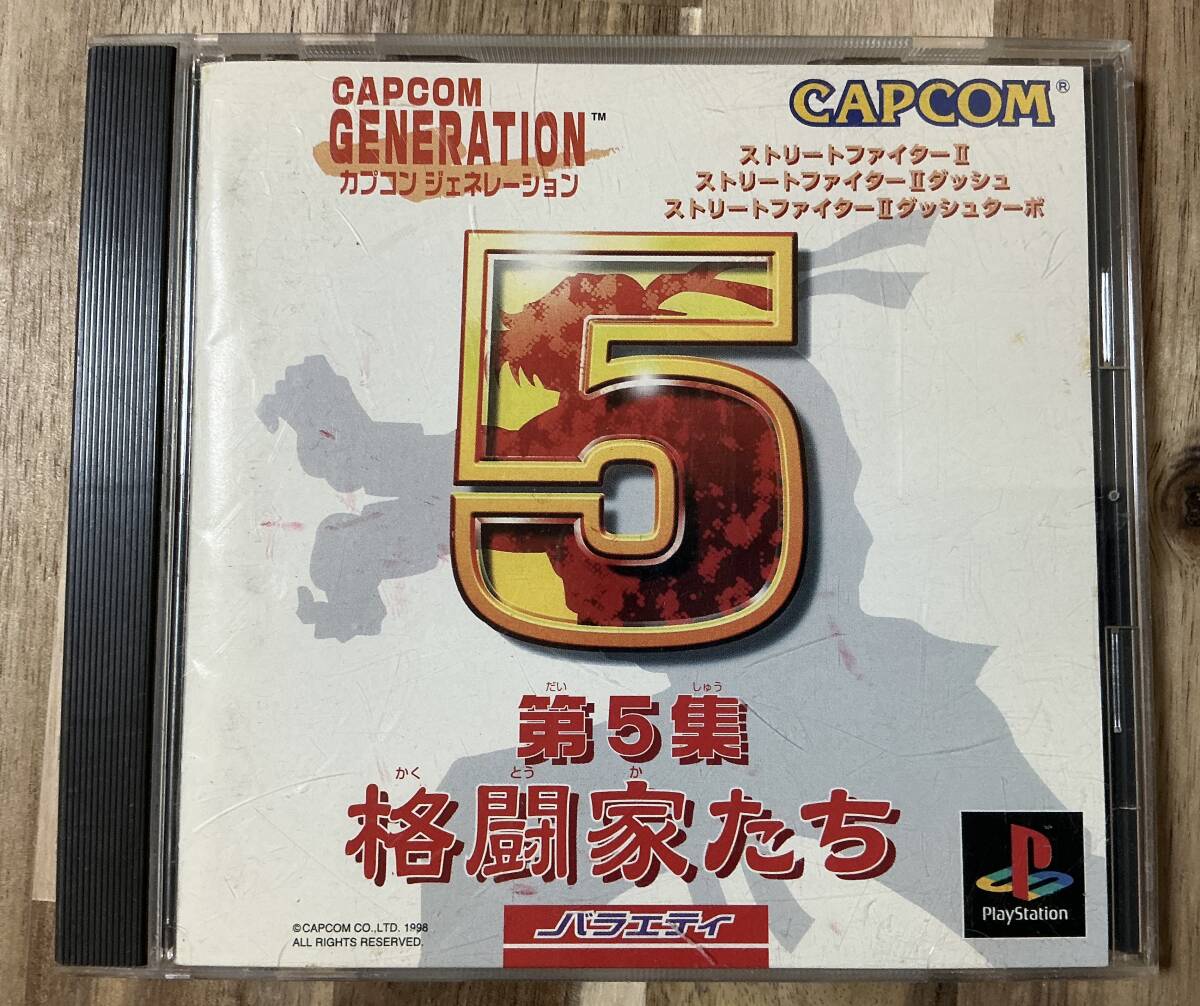 CAPCOM
GENERATION™
カプコン ジェネレーション
CAPCOM®
ストリートファイターⅡ
ストリートファイターⅡダッシュ
ストリートファイターⅡダッシュターボ
5
だい しゅう
第5集
かく とう か
格闘家たち
バラエティ
©CAPCOM CO.,LTD. 1998
ALL RIGHTS RESERVED.
PlayStation